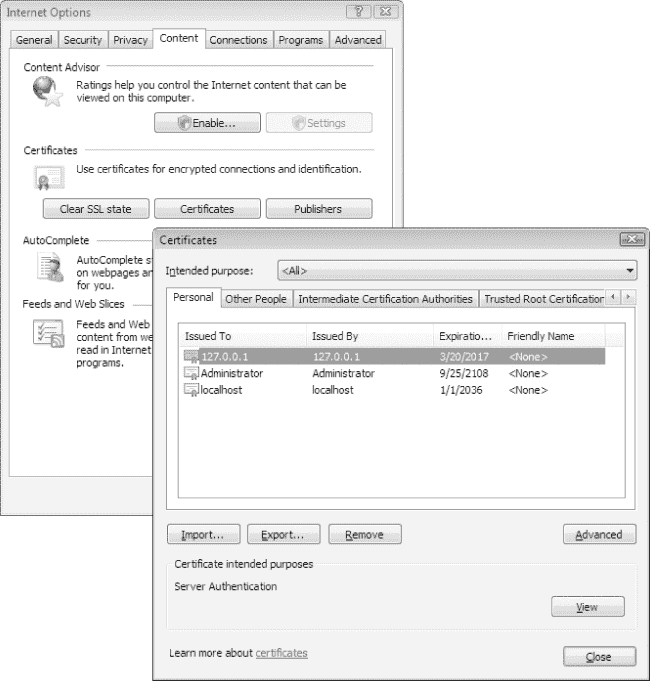 Internet Options
General Security Privacy Content Connections Programs Advanced
Content Advisor
Ratings help you control the Internet content that can be
viewed on this computer.
Enable... Settings
Certificates
Use certificates for encrypted connections and identification.
Clear SSL state Certificates Publishers
AutoComplete
AutoComplete s
on webpages an
for you.
Feeds and Web Slices
Feeds and Web
content from we
read in Internet
programs.
Certificates
Intended purpose: <All>
Personal Other People Intermediate Certification Authorities Trusted Root Certification
Issued To Issued By Expiratio... Friendly Name
127.0.0.1 127.0.0.1 3/20/2017 <None>
Administrator Administrator 9/25/2108 <None>
localhost localhost 1/1/2036 <None>
Import... Export... Remove Advanced
Certificate intended purposes
Server Authentication
View
Learn more about certificates
Close